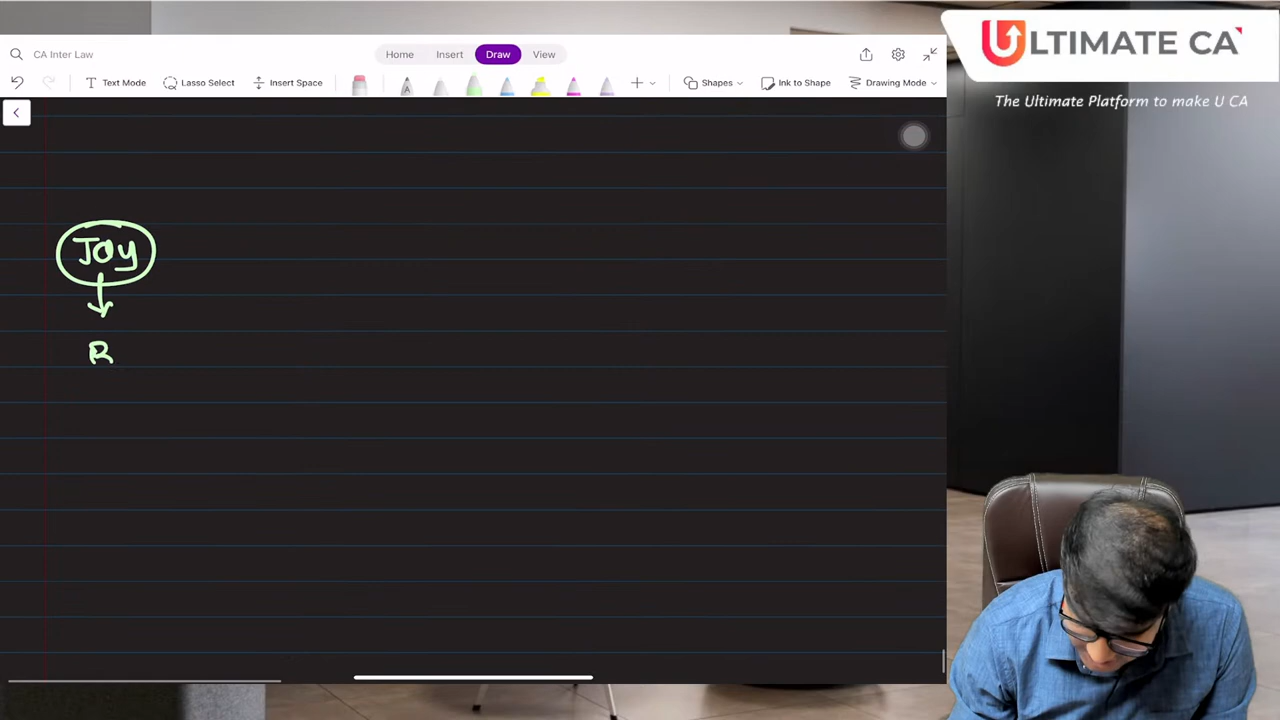 CA Inter Law
Home Insert Draw View
Text Mode Lasso Select Insert Space Shapes Ink to Shape Drawing Mode
ULTIMATE CA
The Ultimate Platform to make U CA
Joy
R